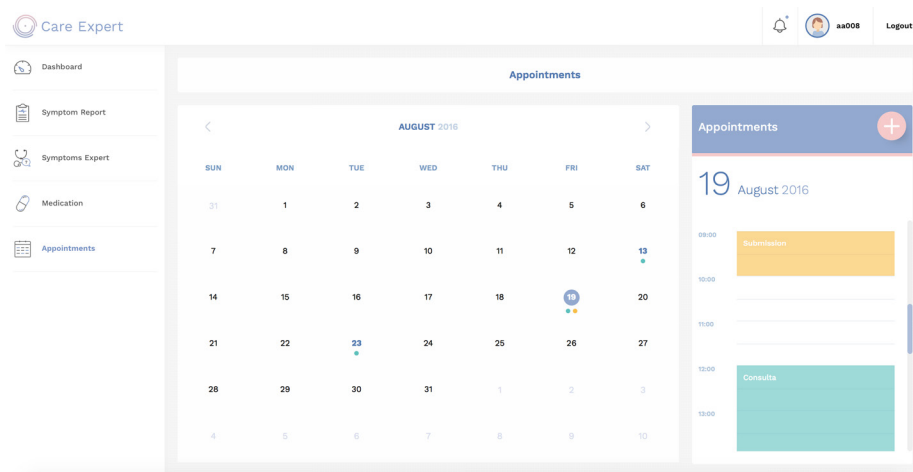 Care Expert
aa008
Logout
Dashboard
Symptom Report
Symptoms Expert
Medication
Appointments
Appointments
AUGUST 2016
SUN MON TUE WED THU FRI SAT
31 1 2 3 4 5 6
7 8 9 10 11 12 13
14 15 16 17 18 19 20
21 22 23 24 25 26 27
28 29 30 31 1 2 3
4 5 6 7 8 9 10
Appointments
19 August 2016
09:00
Submission
10:00
11:00
12:00
Consulta
13:00